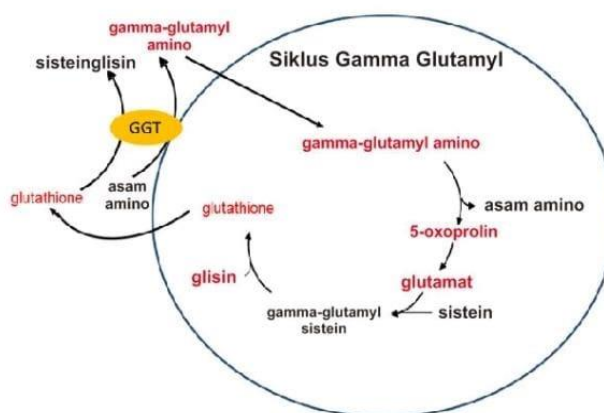 gamma-glutamyl
amino
sisteinglisin
Siklus Gamma Glutamyl
GGT
gamma-glutamyl amino
glutathione
asam
amino
glutathione
asam amino
5-oxoprolin
glisin
glutamat
gamma-glutamyl
sistein
sistein